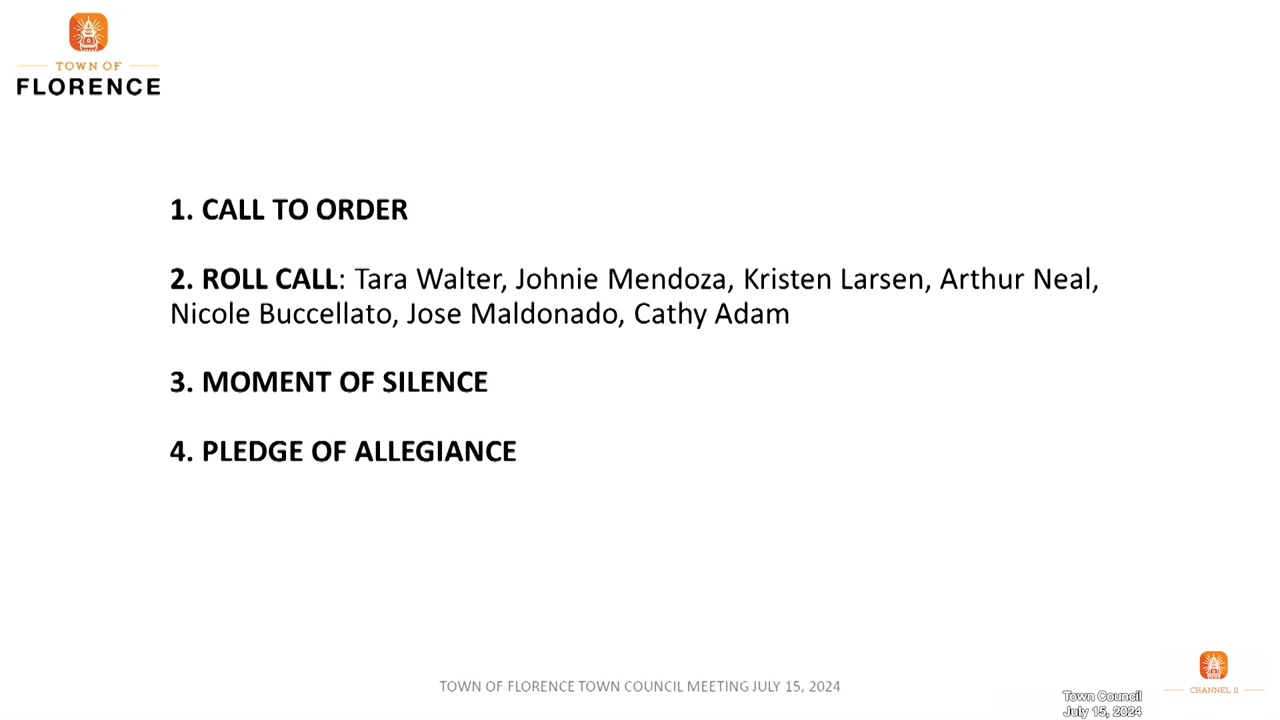 TOWN OF
FLORENCE
1. CALL TO ORDER
2. ROLL CALL: Tara Walter, Johnie Mendoza, Kristen Larsen, Arthur Neal,
Nicole Buccellato, Jose Maldonado, Cathy Adam
3. MOMENT OF SILENCE
4. PLEDGE OF ALLEGIANCE
TOWN OF FLORENCE TOWN COUNCIL MEETING JULY 15, 2024
Town Council
July 15, 2024
CHANNEL 11